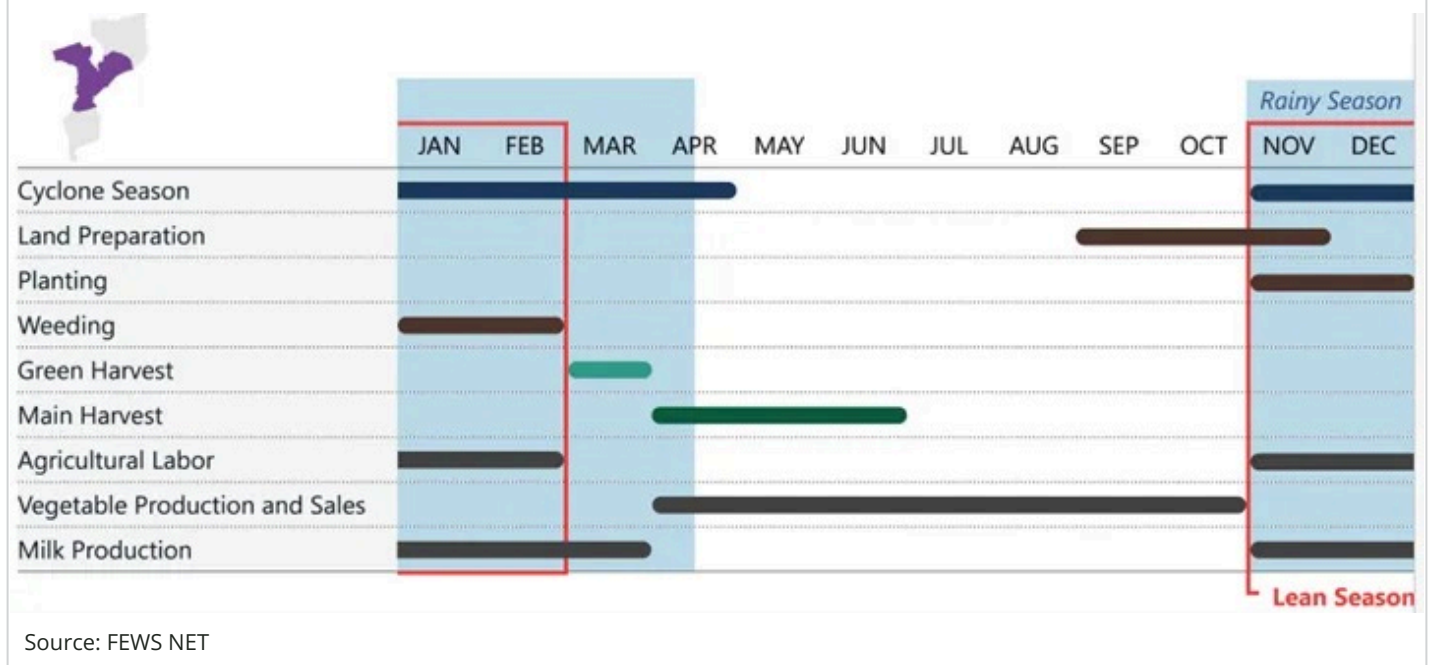 Rainy Season
JAN FEB MAR APR MAY JUN JUL AUG SEP OCT NOV DEC
Cyclone Season
Land Preparation
Planting
Weeding
Green Harvest
Main Harvest
Agricultural Labor
Vegetable Production and Sales
Milk Production
Lean Season
Source: FEWS NET